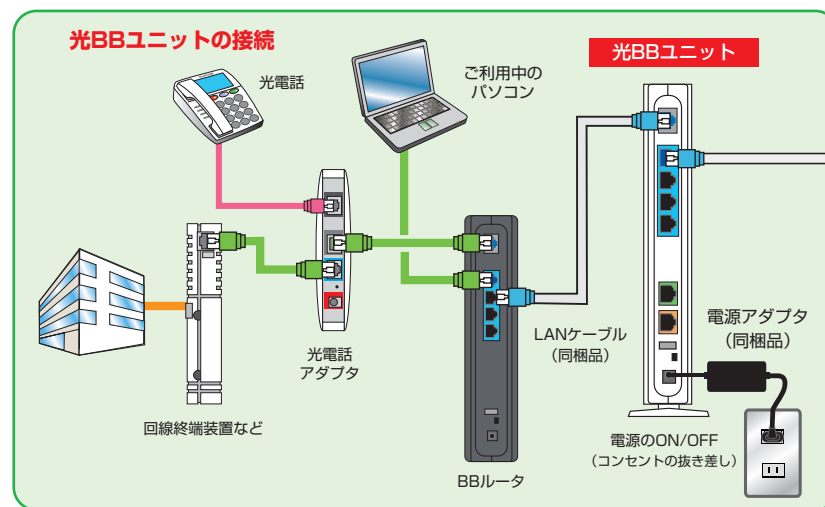 光BBユニットの接続
光電話
ご利用中の
パソコン
光BBユニット
光電話
アダプタ
回線終端装置など
LANケーブル
（同梱品）
BBルータ
電源アダプタ
（同梱品）
電源のON/OFF
（コンセントの抜き差し）